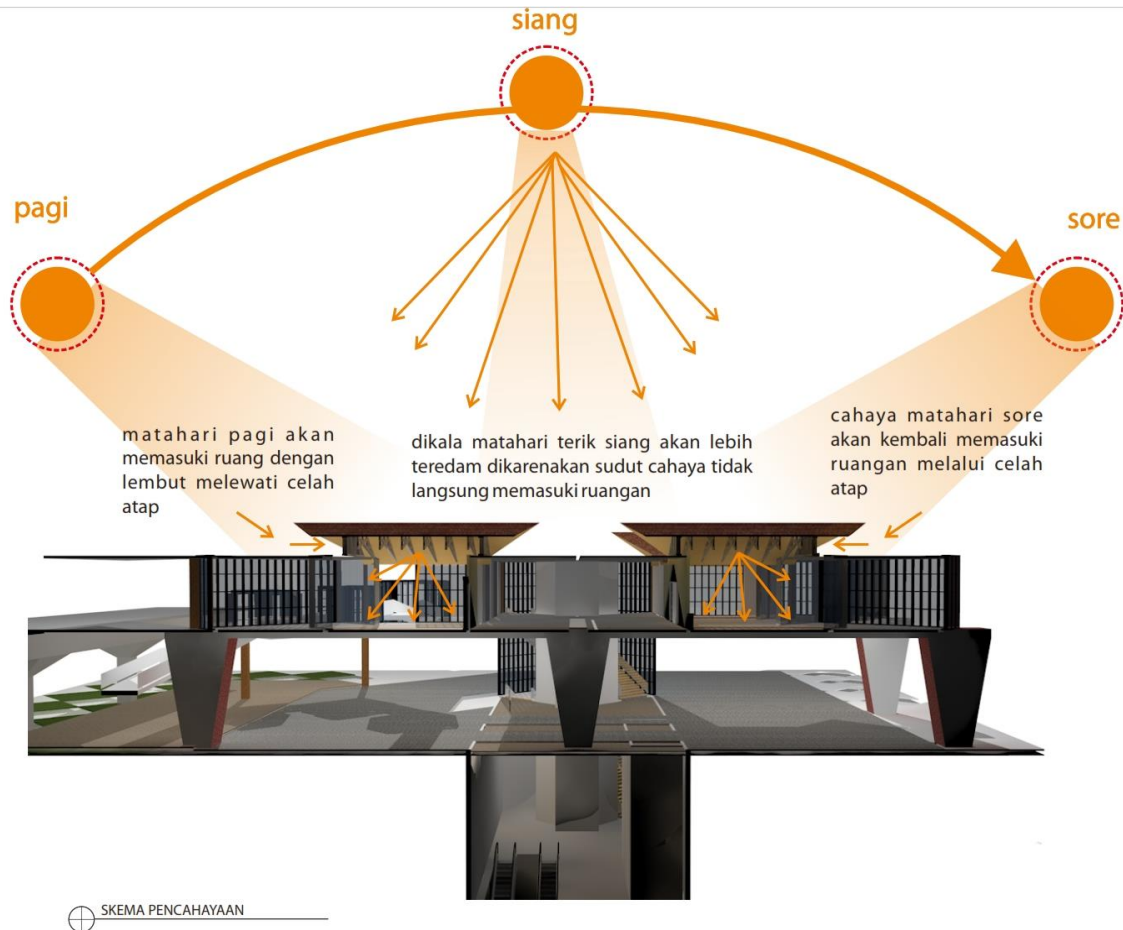 siang
pagi
sore
matahari pagi akan
memasuki ruang dengan
lembut melewati celah
atap
dikala matahari terik siang akan lebih
teredam dikarenakan sudut cahaya tidak
langsung memasuki ruangan
cahaya matahari sore
akan kembali memasuki
ruangan melalui celah
atap
SKEMA PENCAHAYAAN